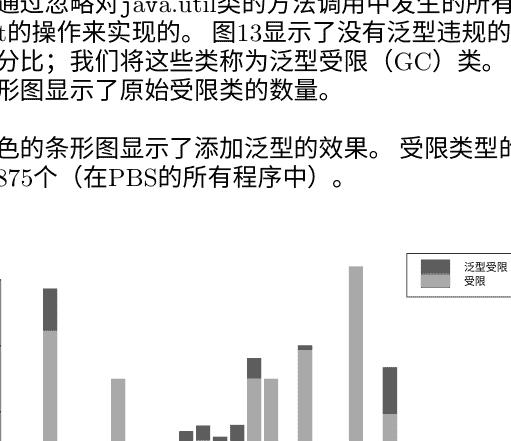 通过忽略对java.util类的方法调用中发生的所有
t的操作来实现的。 图13显示了没有泛型违规的
分比；我们将这些类称为泛型受限（GC）类。
形图显示了原始受限类的数量。
色的条形图显示了添加泛型的效果。 受限类型的
875个（在PBS的所有程序中）。
泛型受限
受限